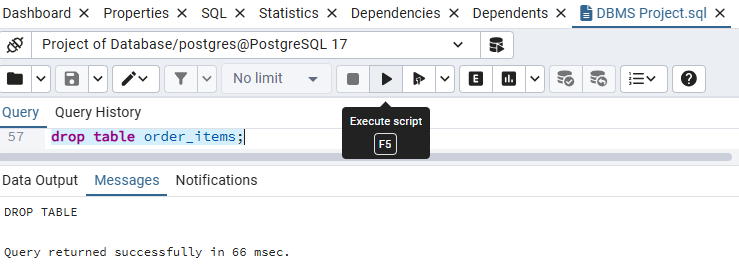 Dashboard X Properties X SQL X Statistics X Dependencies X Dependents X DBMS Project.sql X
Project of Database/postgres@PostgreSQL 17
No limit
E
Query Query History
Execute script
F5
57 drop table order_items;
Data Output Messages Notifications
DROP TABLE
Query returned successfully in 66 msec.